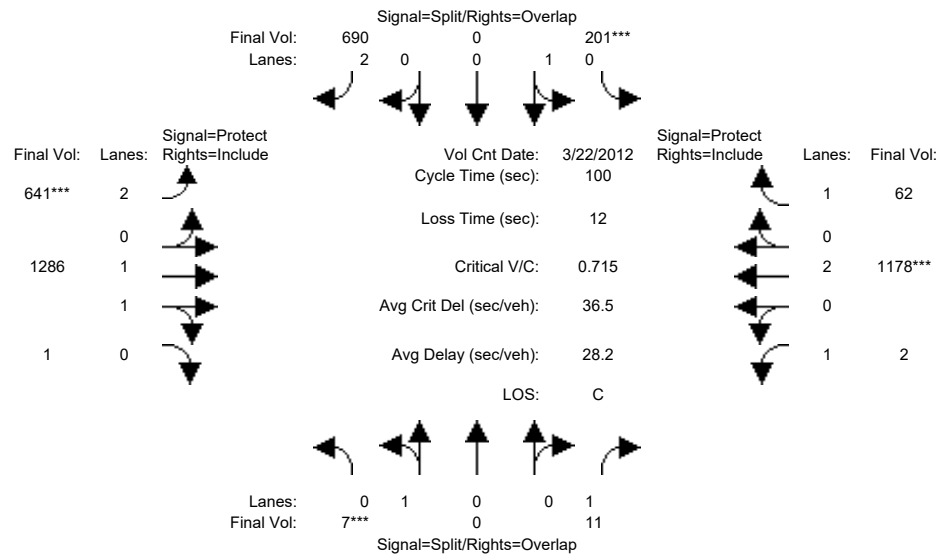 Signal=Split/Rights=Overlap
Final Vol: 690 0 201***
Lanes: 2 0 0 1 0
Signal=Protect Signal=Protect
Final Vol: Lanes: Rights=Include Vol Cnt Date: 3/22/2012 Rights=Include Lanes: Final Vol:
Cycle Time (sec): 100
641*** 2 1 62
Loss Time (sec): 12
0 0
1286 1 Critical V/C: 0.715 2 1178***
1 Avg Crit Del (sec/veh): 36.5 0
1 0 Avg Delay (sec/veh): 28.2 1 2
LOS: C
Lanes: 0 1 0 0 1
Final Vol: 7*** 0 11
Signal=Split/Rights=Overlap